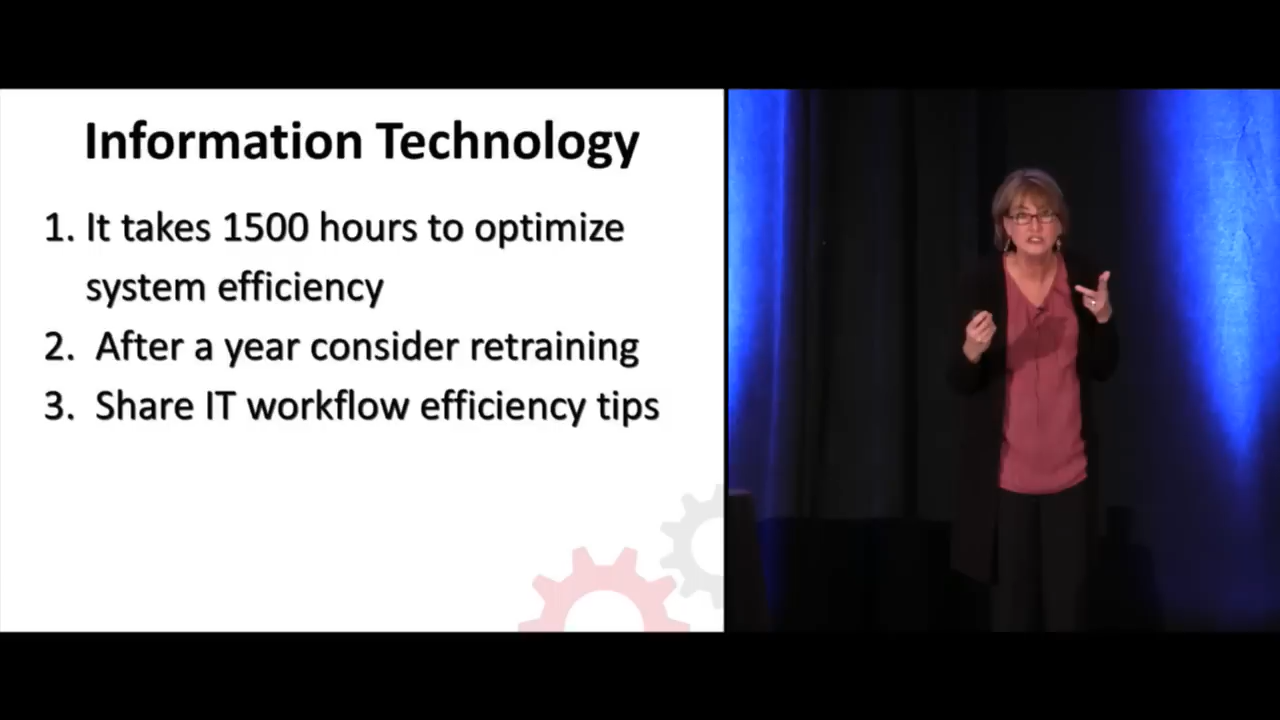 Information Technology
1. It takes 1500 hours to optimize
system efficiency
2. After a year consider retraining
3. Share IT workflow efficiency tips